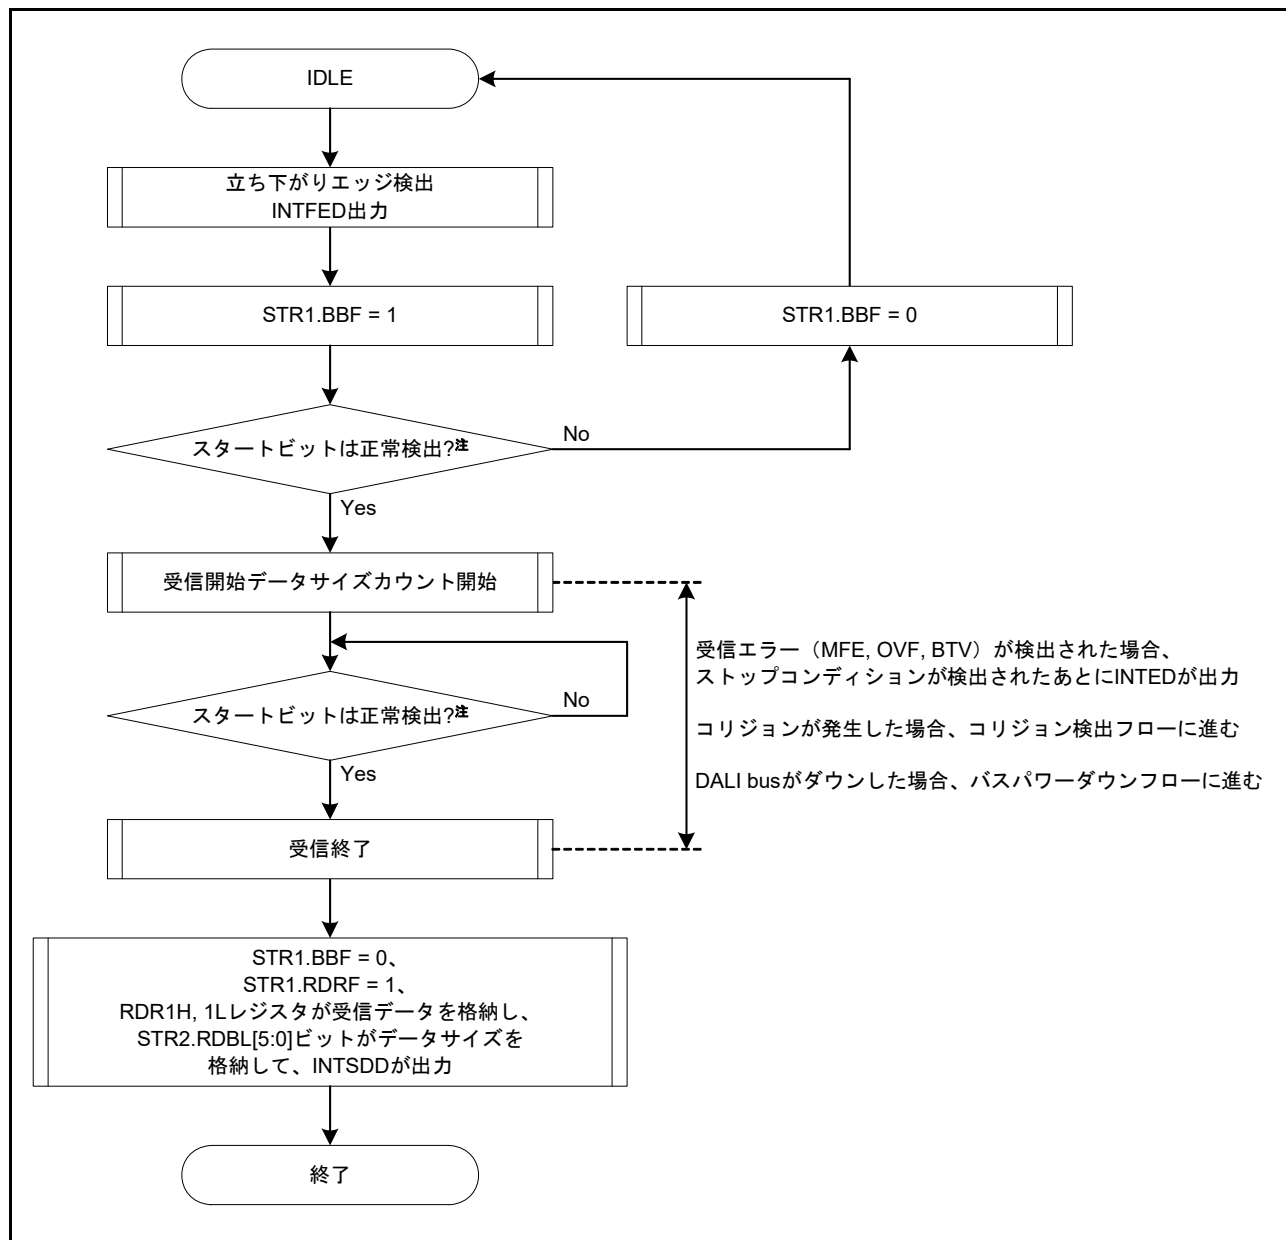 IDLE
立ち下がりエッジ検出
INTFED出力
STR1.BBF = 1
STR1.BBF = 0
スタートビットは正常検出?注
No
Yes
受信開始データサイズカウント開始
受信エラー（MFE, OVF, BTV）が検出された場合、
ストップコンディションが検出されたあとにINTEDが出力
コリジョンが発生した場合、コリジョン検出フローに進む
DALI busがダウンした場合、バスパワーダウンフローに進む
スタートビットは正常検出?注
No
Yes
受信終了
STR1.BBF = 0、
STR1.RDRF = 1、
RDR1H, 1Lレジスタが受信データを格納し、
STR2.RDBL[5:0]ビットがデータサイズを
格納して、INTSDDが出力
終了